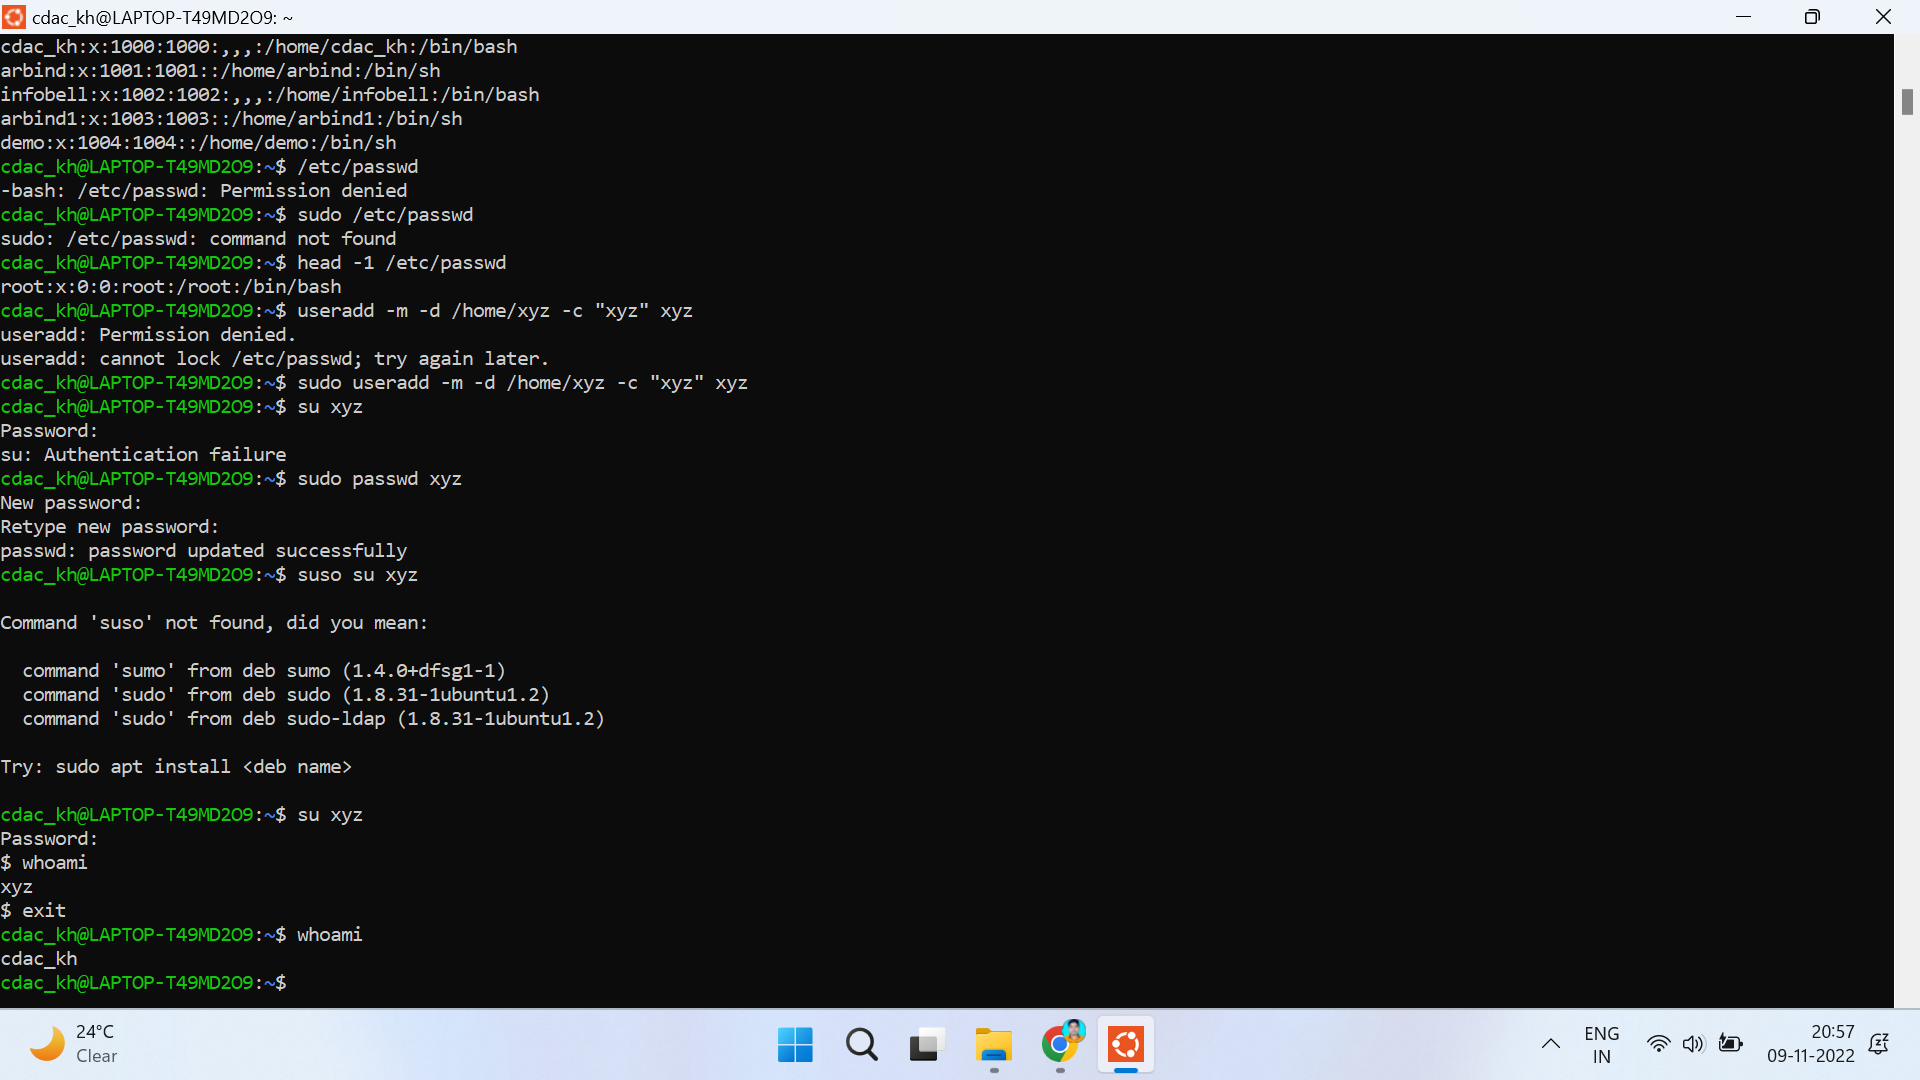 cdac_kh@LAPTOP-T49MD2O9: ~
cdac_kh:x:1000:1000:,,,:/home/cdac_kh:/bin/bash
arbind:x:1001:1001::/home/arbind:/bin/sh
infobell:x:1002:1002:,,,:/home/infobell:/bin/bash
arbind1:x:1003:1003::/home/arbind1:/bin/sh
demo:x:1004:1004::/home/demo:/bin/sh
cdac_kh@LAPTOP-T49MD2O9:~$ /etc/passwd
-bash: /etc/passwd: Permission denied
cdac_kh@LAPTOP-T49MD2O9:~$ sudo /etc/passwd
sudo: /etc/passwd: command not found
cdac_kh@LAPTOP-T49MD2O9:~$ head -1 /etc/passwd
root:x:0:0:root:/root:/bin/bash
cdac_kh@LAPTOP-T49MD2O9:~$ useradd -m -d /home/xyz -c "xyz" xyz
useradd: Permission denied.
useradd: cannot lock /etc/passwd; try again later.
cdac_kh@LAPTOP-T49MD2O9:~$ sudo useradd -m -d /home/xyz -c "xyz" xyz
cdac_kh@LAPTOP-T49MD2O9:~$ su xyz
Password:
su: Authentication failure
cdac_kh@LAPTOP-T49MD2O9:~$ sudo passwd xyz
New password:
Retype new password:
passwd: password updated successfully
cdac_kh@LAPTOP-T49MD2O9:~$ suso su xyz
Command 'suso' not found, did you mean:
command 'sumo' from deb sumo (1.4.0+dfsg1-1)
command 'sudo' from deb sudo (1.8.31-1ubuntu1.2)
command 'sudo' from deb sudo-ldap (1.8.31-1ubuntu1.2)
Try: sudo apt install <deb name>
cdac_kh@LAPTOP-T49MD2O9:~$ su xyz
Password:
$ whoami
xyz
$ exit
cdac_kh@LAPTOP-T49MD2O9:~$ whoami
cdac_kh
cdac_kh@LAPTOP-T49MD2O9:~$
24°C
Clear
ENG
IN
20:57
09-11-2022